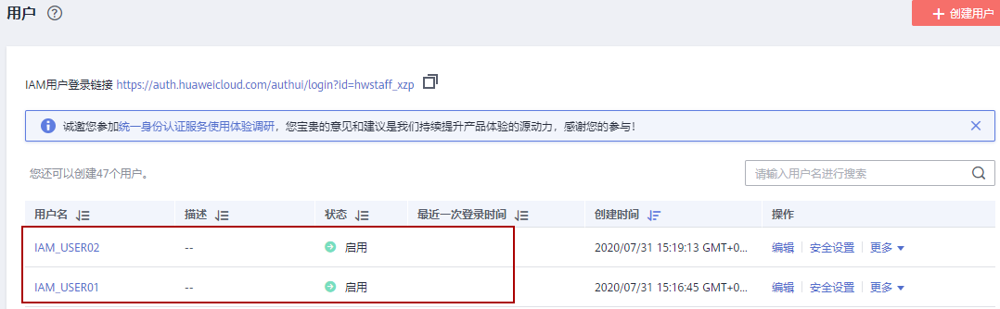 用户 ?
+ 创建用户
IAM用户登录链接 https://auth.huaweicloud.com/authui/login?id=hwstaff_xzp
诚邀您参加统一身份认证服务使用体验调研，您宝贵的意见和建议是我们持续提升产品体验的源动力，感谢您的参与！
您还可以创建47个用户。
请输入用户名进行搜索
用户名 描述 状态 最近一次登录时间 创建时间 操作
IAM_USER02 -- 启用 2020/07/31 15:19:13 GMT+0... 编辑 安全设置 更多
IAM_USER01 -- 启用 2020/07/31 15:16:45 GMT+0... 编辑 安全设置 更多